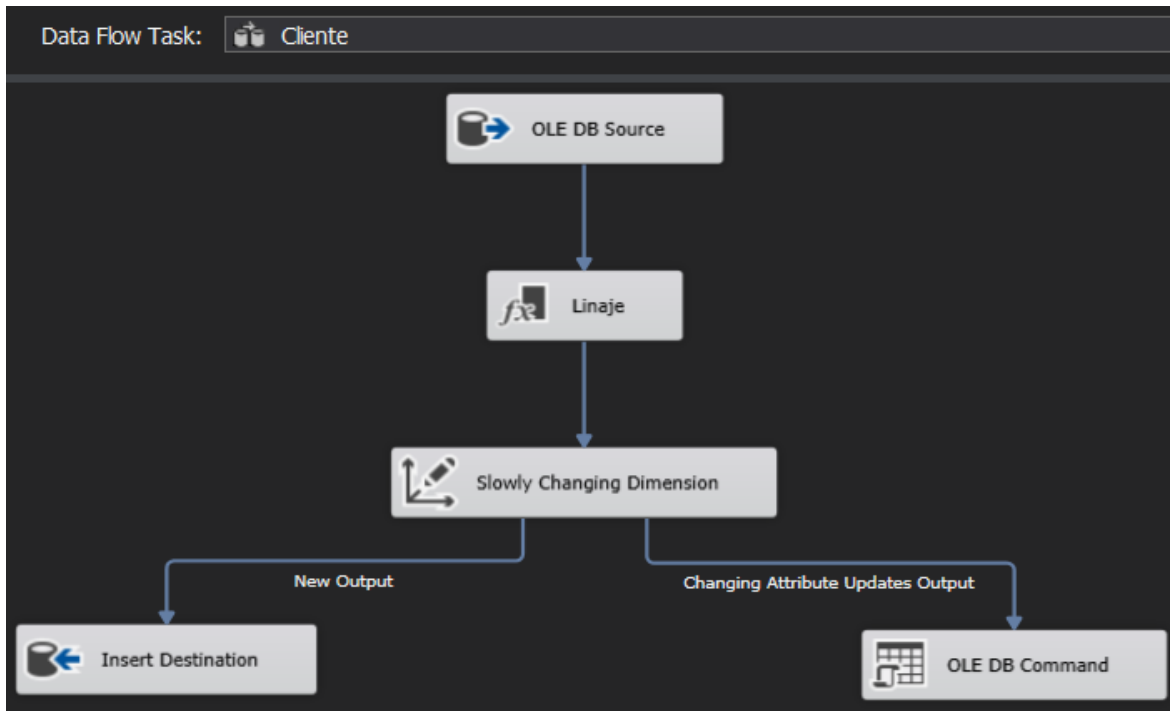 Data Flow Task: Cliente
OLE DB Source
fx Linaje
Slowly Changing Dimension
New Output
Changing Attribute Updates Output
Insert Destination
OLE DB Command